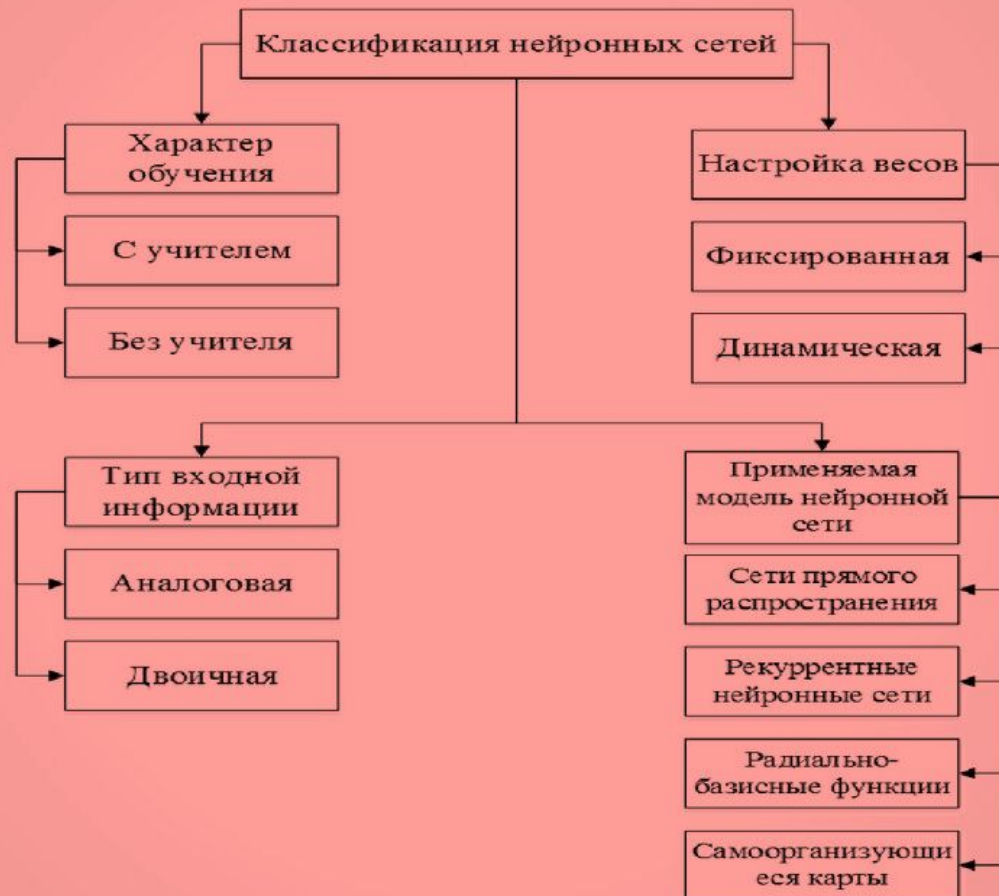 Классификация нейронных сетей
Характер
обучения
С учителем
Без учителя
Настройка весов
Фиксированная
Динамическая
Тип входной
информации
Аналоговая
Двоичная
Применяемая
модель нейронной
сети
Сети прямого
распространения
Рекуррентные
нейронные сети
Радиально-
базисные функции
Самоорганизующи
еся карты